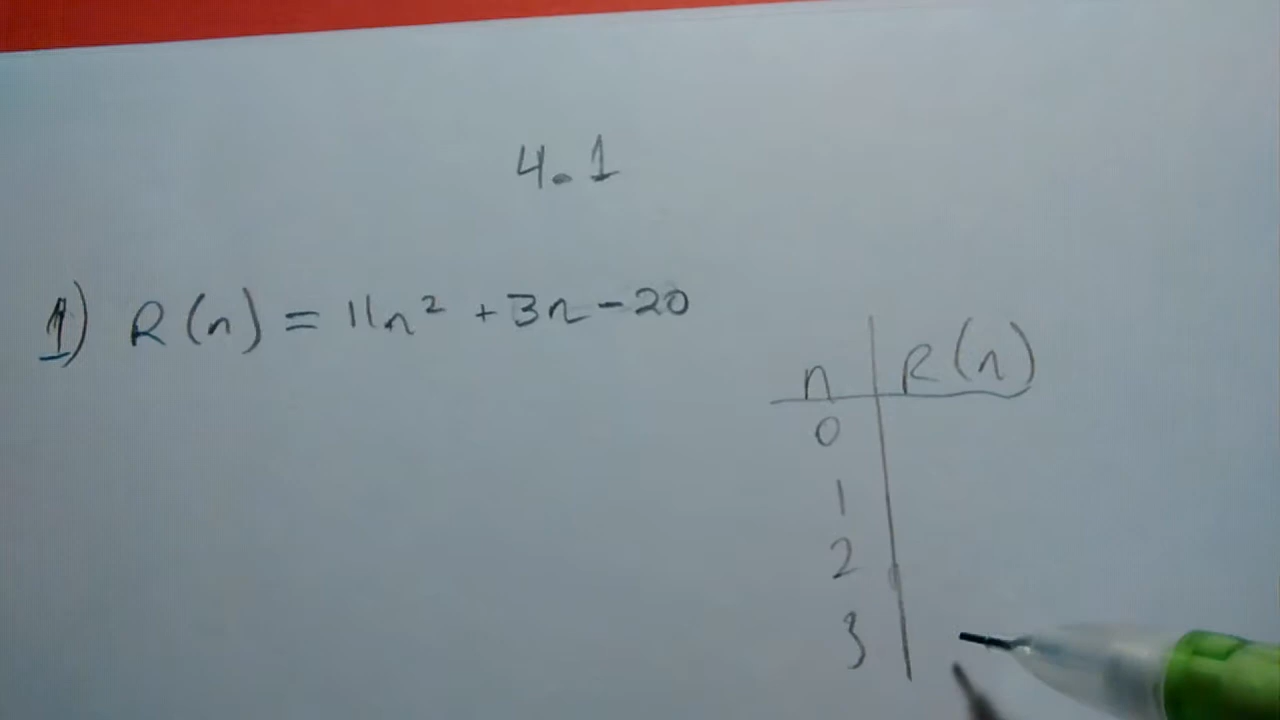 4.1
1) R(n) = 11n² + 3n - 20
n R(n)
0
1
2
3